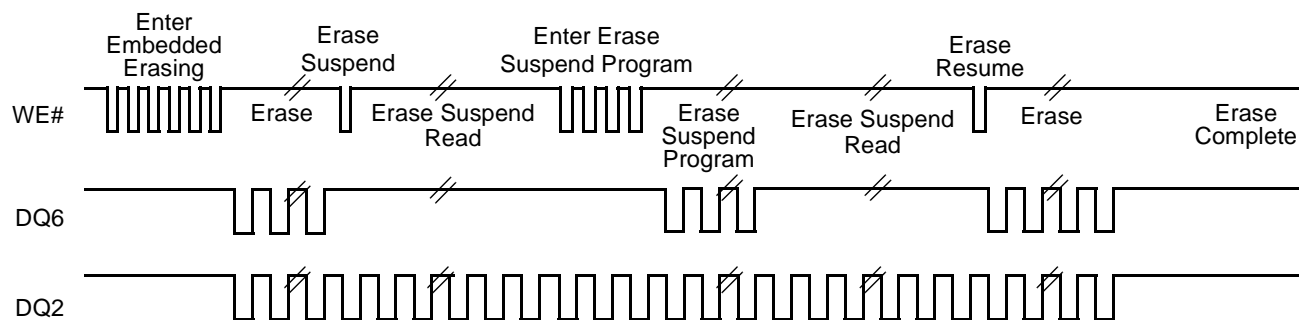 Enter
Embedded
Erasing
Erase
Suspend
Enter Erase
Suspend Program
Erase
Resume
WE#
Erase
Erase Suspend
Read
Erase
Suspend
Program
Erase Suspend
Read
Erase
Erase
Complete
DQ6
DQ2